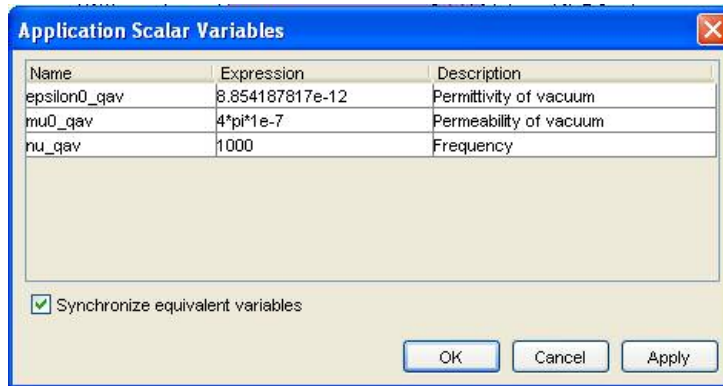 Application Scalar Variables
Name Expression Description
epsilon0_qav 8.854187817e-12 Permittivity of vacuum
mu0_qav 4*pi*1e-7 Permeability of vacuum
nu_qav 1000 Frequency
Synchronize equivalent variables
OK Cancel Apply